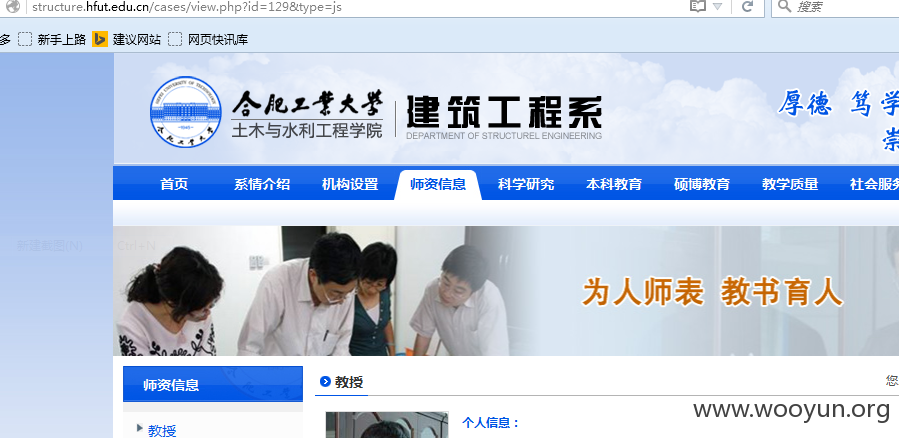 structure.hfut.edu.cn/cases/view.php?id=129&type=js
搜索
多 新手上路 建议网站 网页快讯库
合肥工业大学
土木与水利工程学院
建筑工程系
DEPARTMENT OF STRUCTUREL ENGINEERING
厚德 笃学
崇
首页 系情介绍 机构设置 师资信息 科学研究 本科教育 硕博教育 教学质量 社会服务
新建截图(N) Ctrl+N
为人师表 教书育人
师资信息
教授
教授
您
个人信息：
www.wooyun.org